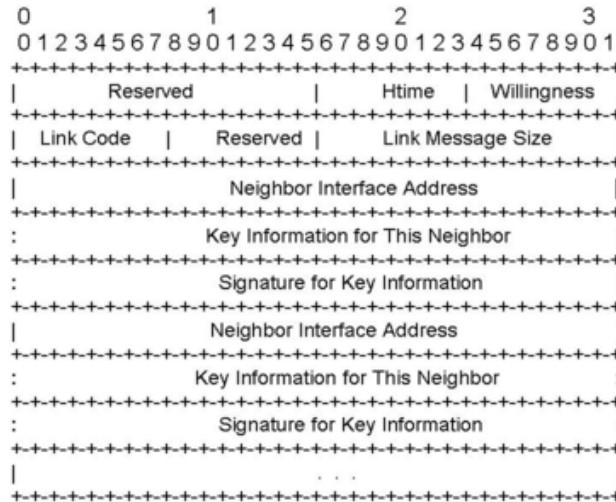 0 1 2 3
0 1 2 3 4 5 6 7 8 9 0 1 2 3 4 5 6 7 8 9 0 1 2 3 4 5 6 7 8 9 0 1
+-+-+-+-+-+-+-+-+-+-+-+-+-+-+-+-+-+-+-+-+-+-+-+-+-+-+-+-+-+-+-+-+
| Reserved | Htime | Willingness |
+-+-+-+-+-+-+-+-+-+-+-+-+-+-+-+-+-+-+-+-+-+-+-+-+-+-+-+-+-+-+-+-+
| Link Code | Reserved | Link Message Size
+-+-+-+-+-+-+-+-+-+-+-+-+-+-+-+-+-+-+-+-+-+-+-+-+-+-+-+-+-+-+-+-+
| Neighbor Interface Address |
+-+-+-+-+-+-+-+-+-+-+-+-+-+-+-+-+-+-+-+-+-+-+-+-+-+-+-+-+-+-+-+-+
: Key Information for This Neighbor :
+-+-+-+-+-+-+-+-+-+-+-+-+-+-+-+-+-+-+-+-+-+-+-+-+-+-+-+-+-+-+-+-+
: Signature for Key Information :
+-+-+-+-+-+-+-+-+-+-+-+-+-+-+-+-+-+-+-+-+-+-+-+-+-+-+-+-+-+-+-+-+
| Neighbor Interface Address |
+-+-+-+-+-+-+-+-+-+-+-+-+-+-+-+-+-+-+-+-+-+-+-+-+-+-+-+-+-+-+-+-+
: Key Information for This Neighbor :
+-+-+-+-+-+-+-+-+-+-+-+-+-+-+-+-+-+-+-+-+-+-+-+-+-+-+-+-+-+-+-+-+
: Signature for Key Information :
+-+-+-+-+-+-+-+-+-+-+-+-+-+-+-+-+-+-+-+-+-+-+-+-+-+-+-+-+-+-+-+-+
| . . .
+-+-+-+-+-+-+-+-+-+-+-+-+-+-+-+-+-+-+-+-+-+-+-+-+-+-+-+-+-+-+-+-+